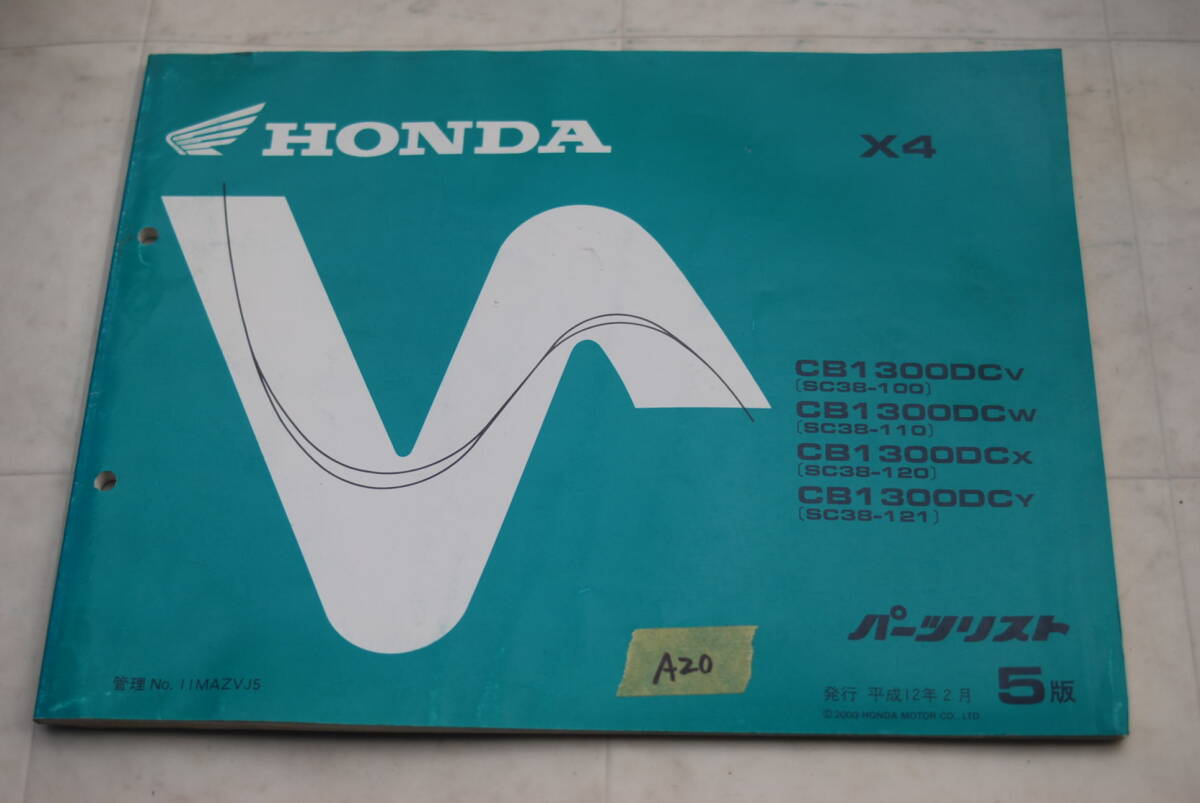 HONDA
X4
CB1300DCV
〔SC38-100〕
CB1300DCW
〔SC38-110〕
CB1300DCX
〔SC38-120〕
CB1300DCY
〔SC38-121〕
パーツリスト
A20
管理 No. 11MAZVJ5
発行 平成12年2月 5版
© 2000 HONDA MOTOR CO., LTD.